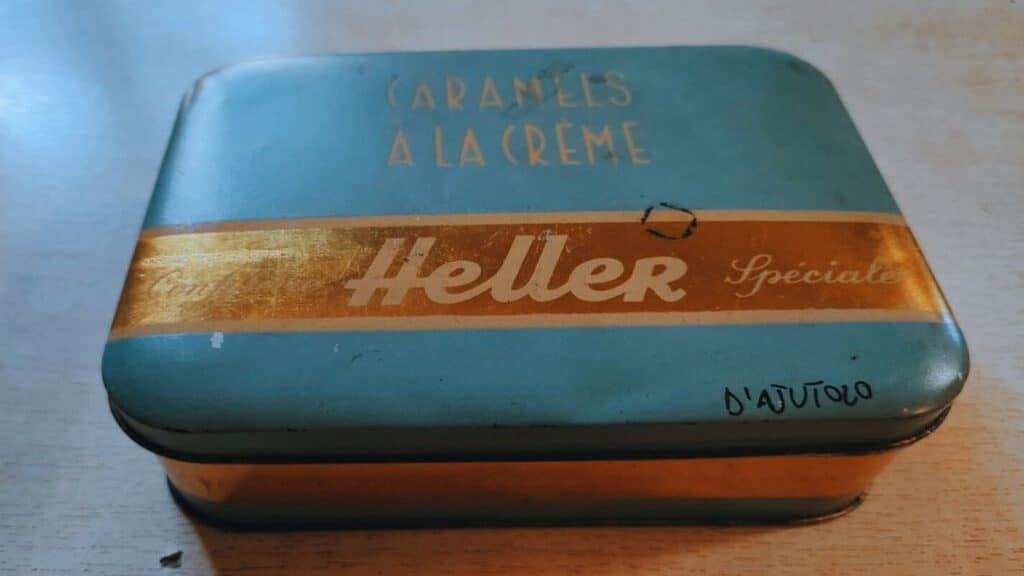 CARAMELS
À LA CRÈME
Heller Spéciale
D'AJUTOLO